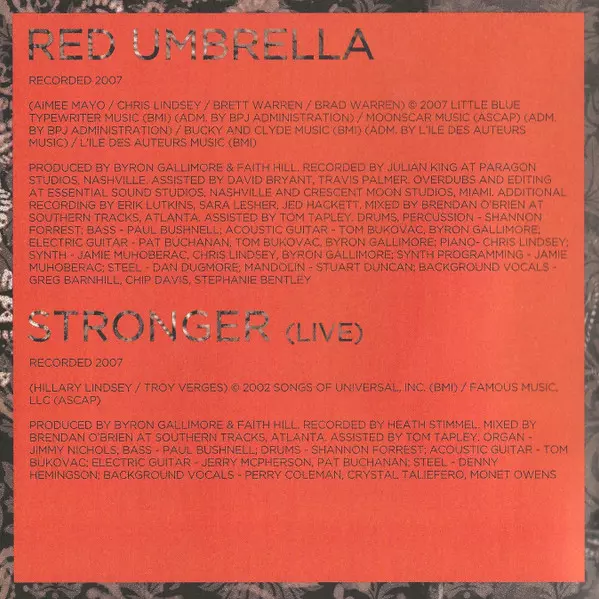 RED UMBRELLA
RECORDED 2007
(AIMEE MAYO / CHRIS LINDSEY / BRETT WARREN / BRAD WARREN) © 2007 LITTLE BLUE
TYPEWRITER MUSIC (BMI) (ADM. BY BPJ ADMINISTRATION) / MOONSCAR MUSIC (ASCAP) (ADM.
BY BPJ ADMINISTRATION) / BUCKY AND CLYDE MUSIC (BMI) (ADM. BY L'ILE DES AUTEURS
MUSIC) / L'ILE DES AUTEURS MUSIC (BMI)
PRODUCED BY BYRON GALLIMORE & FAITH HILL. RECORDED BY JULIAN KING AT PARAGON
STUDIOS, NASHVILLE. ASSISTED BY DAVID BRYANT, TRAVIS PALMER. OVERDUBS AND EDITING
AT ESSENTIAL SOUND STUDIOS, NASHVILLE AND CRESCENT MOON STUDIOS, MIAMI. ADDITIONAL
RECORDING BY ERIK LUTKINS, SARA LESHER, JED HACKETT. MIXED BY BRENDAN O'BRIEN AT
SOUTHERN TRACKS, ATLANTA. ASSISTED BY TOM TAPLEY. DRUMS, PERCUSSION - SHANNON
FORREST; BASS - PAUL BUSHNELL; ACOUSTIC GUITAR - TOM BUKOVAC, BYRON GALLIMORE;
ELECTRIC GUITAR - PAT BUCHANAN, TOM BUKOVAC, BYRON GALLIMORE; PIANO- CHRIS LINDSEY;
SYNTH - JAMIE MUHOBERAC, CHRIS LINDSEY, BYRON GALLIMORE; SYNTH PROGRAMMING - JAMIE
MUHOBERAC; STEEL - DAN DUGMORE; MANDOLIN - STUART DUNCAN; BACKGROUND VOCALS -
GREG BARNHILL, CHIP DAVIS, STEPHANIE BENTLEY
STRONGER (LIVE)
RECORDED 2007
(HILLARY LINDSEY / TROY VERGES) © 2002 SONGS OF UNIVERSAL, INC. (BMI) / FAMOUS MUSIC,
LLC (ASCAP)
PRODUCED BY BYRON GALLIMORE & FAITH HILL. RECORDED BY HEATH STIMMEL. MIXED BY
BRENDAN O'BRIEN AT SOUTHERN TRACKS, ATLANTA. ASSISTED BY TOM TAPLEY. ORGAN -
JIMMY NICHOLS, BASS - PAUL BUSHNELL; DRUMS - SHANNON FORREST; ACOUSTIC GUITAR - TOM
BUKOVAC; ELECTRIC GUITAR - JERRY MCPHERSON, PAT BUCHANAN; STEEL - DENNY
HEMINGSON; BACKGROUND VOCALS - PERRY COLEMAN, CRYSTAL TALIEFERO, MONET OWENS